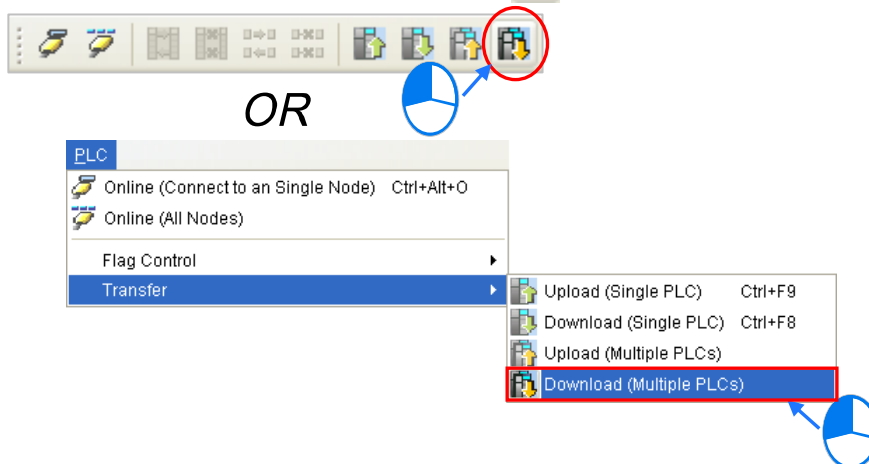 OR
PLC
Online (Connect to an Single Node) Ctrl+Alt+O
Online (All Nodes)
Flag Control
Transfer
Upload (Single PLC) Ctrl+F9
Download (Single PLC) Ctrl+F8
Upload (Multiple PLCs)
Download (Multiple PLCs)